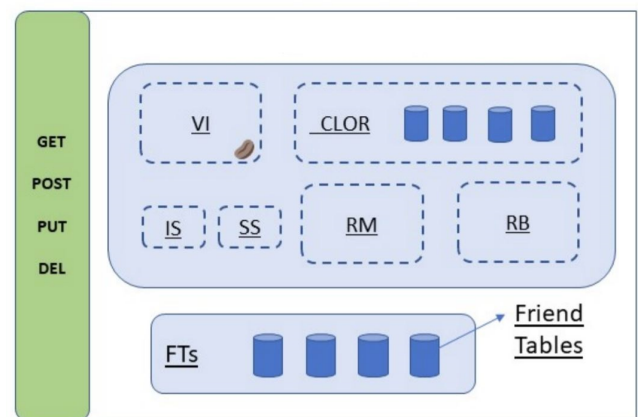 GET
POST
PUT
DEL
VI
CLOR
IS
SS
RM
RB
FTs
Friend
Tables